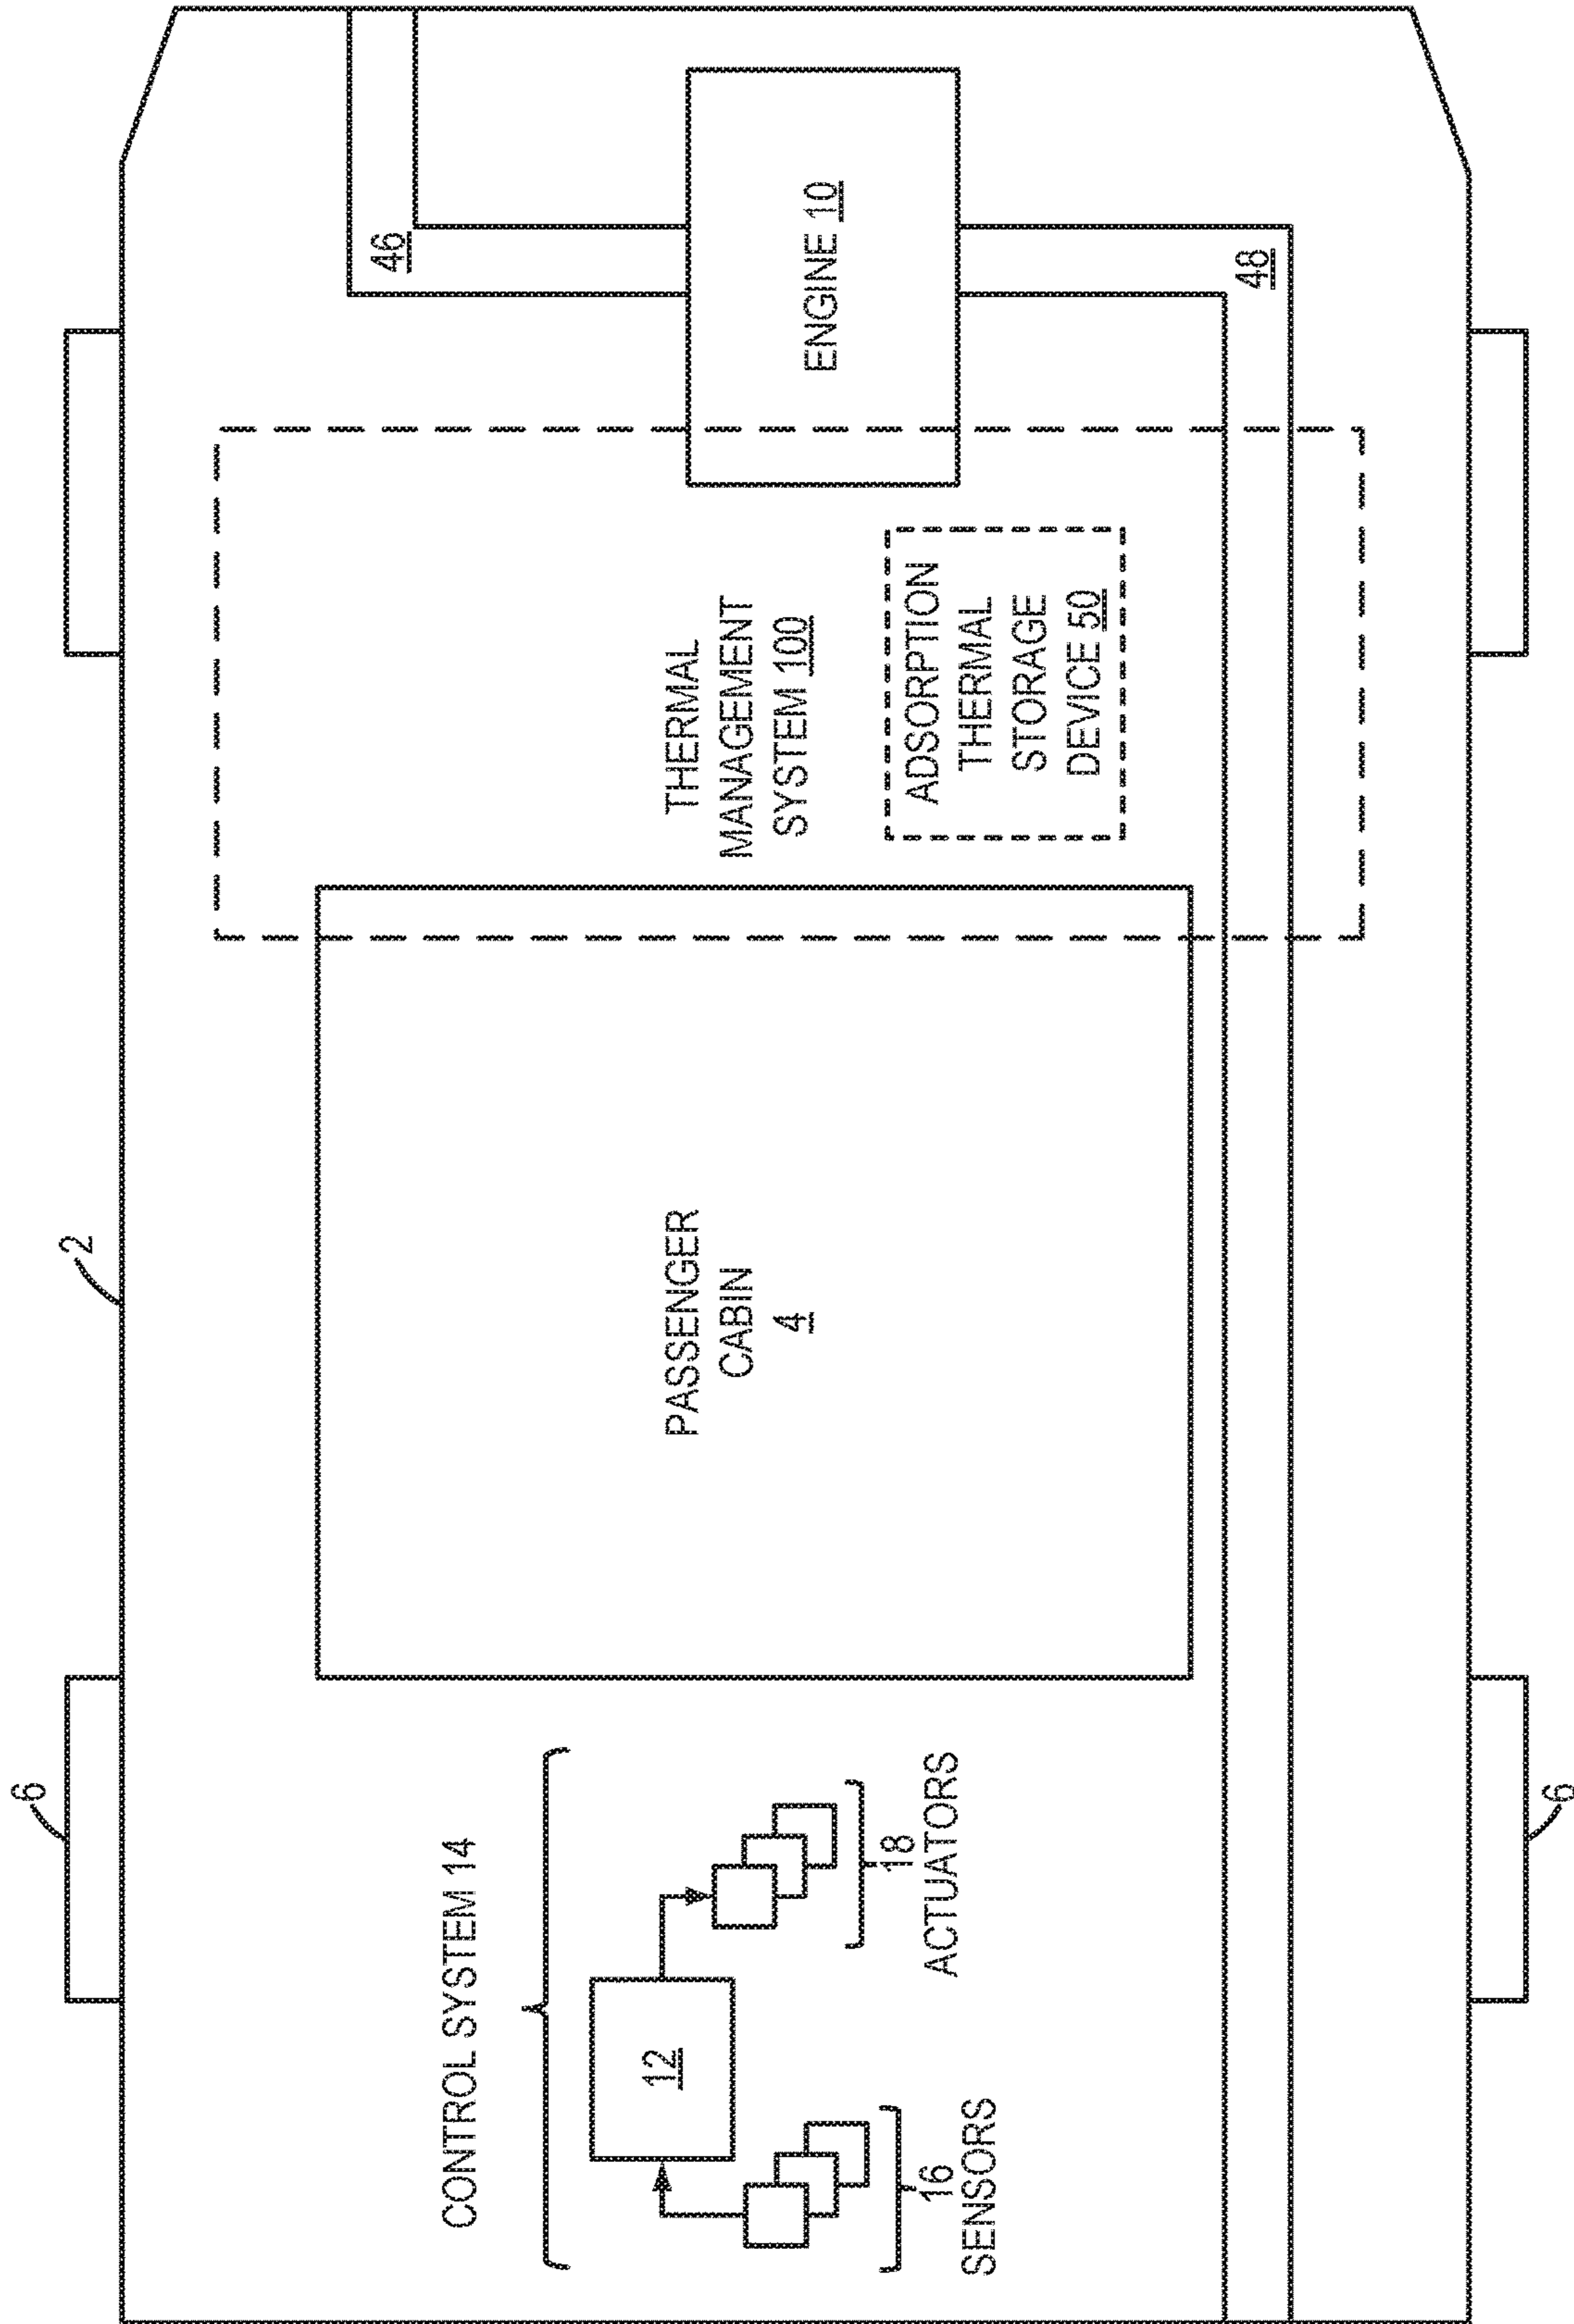 6
2
CONTROL SYSTEM 14
46
12
PASSENGER
CABIN
4
THERMAL
MANAGEMENT
SYSTEM 100
ENGINE 10
18
ACTUATORS
16
SENSORS
ADSORPTION
THERMAL
STORAGE
DEVICE 50
48
6